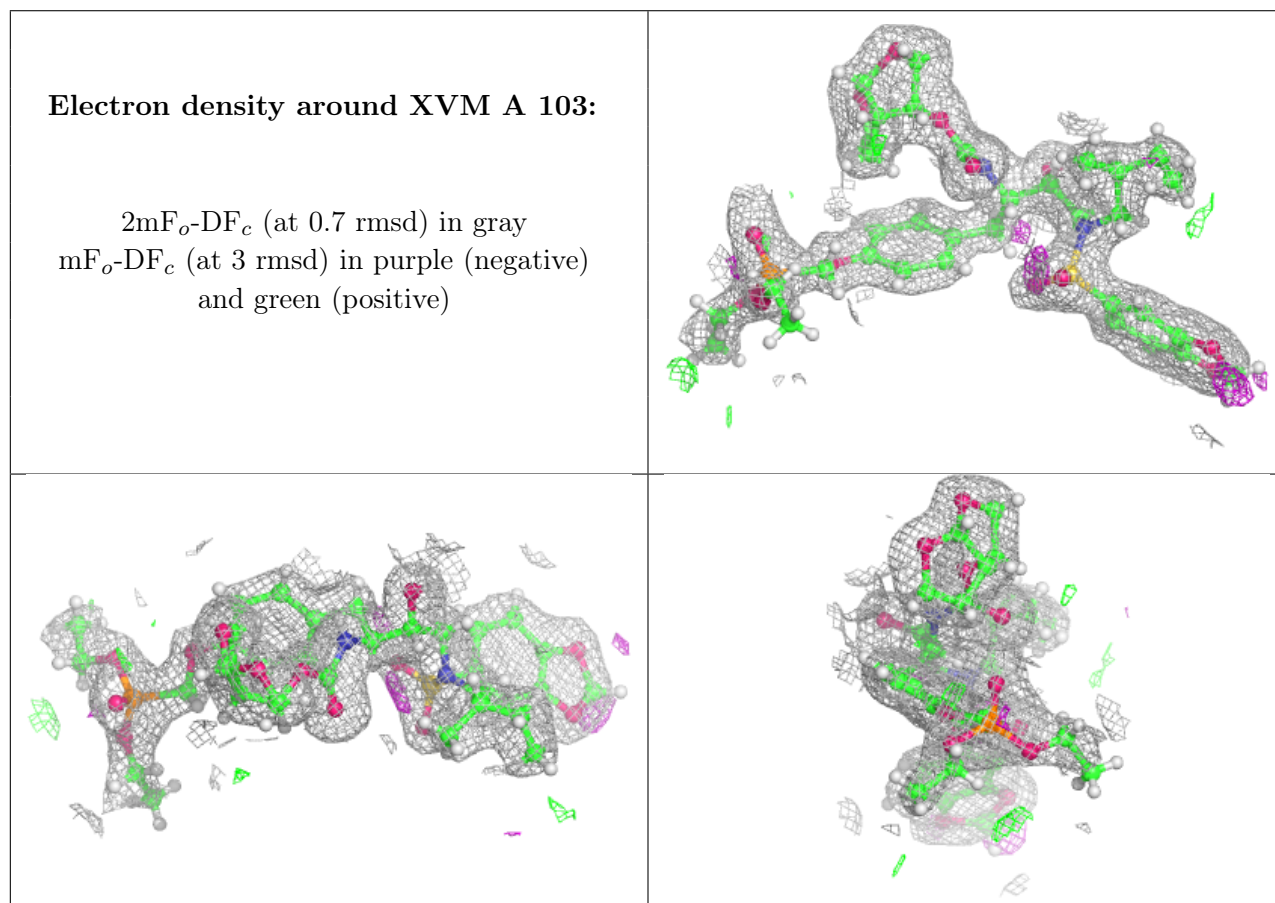 Electron density around XVM A 103:
2mFo-DFc (at 0.7 rmsd) in gray
mFo-DFc (at 3 rmsd) in purple (negative)
and green (positive)